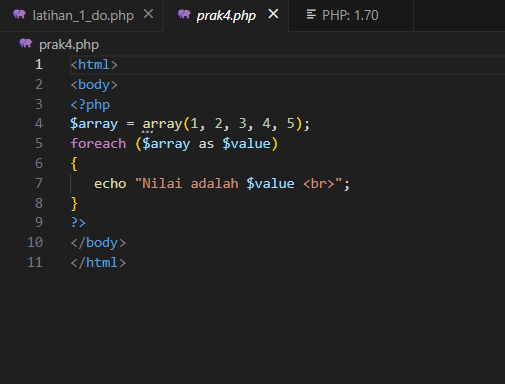 latihan_1_do.php × prak4.php × PHP: 1.70
prak4.php
1 <html>
2 <body>
3 <?php
4 $array = array(1, 2, 3, 4, 5);
5 foreach ($array as $value)
6 {
7 echo "Nilai adalah $value <br>";
8 }
9 ?>
10 </body>
11 </html>